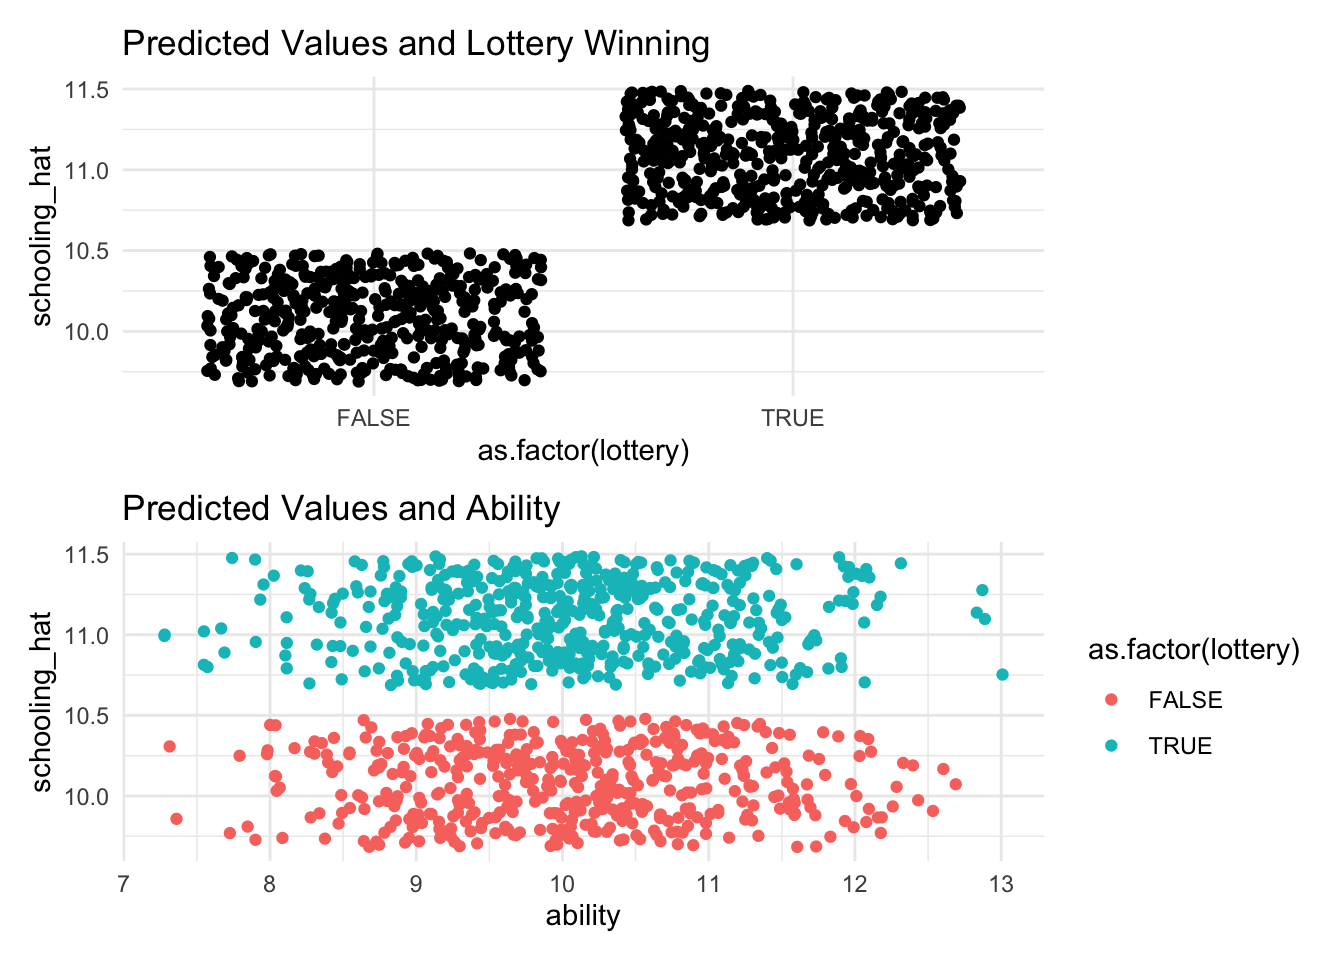 Predicted Values and Lottery Winning
11.5
11.0
10.5
10.0
schooling_hat
FALSE TRUE
as.factor(lottery)
Predicted Values and Ability
11.5
11.0
10.5
10.0
schooling_hat
7 8 9 10 11 12 13
ability
as.factor(lottery)
FALSE
TRUE